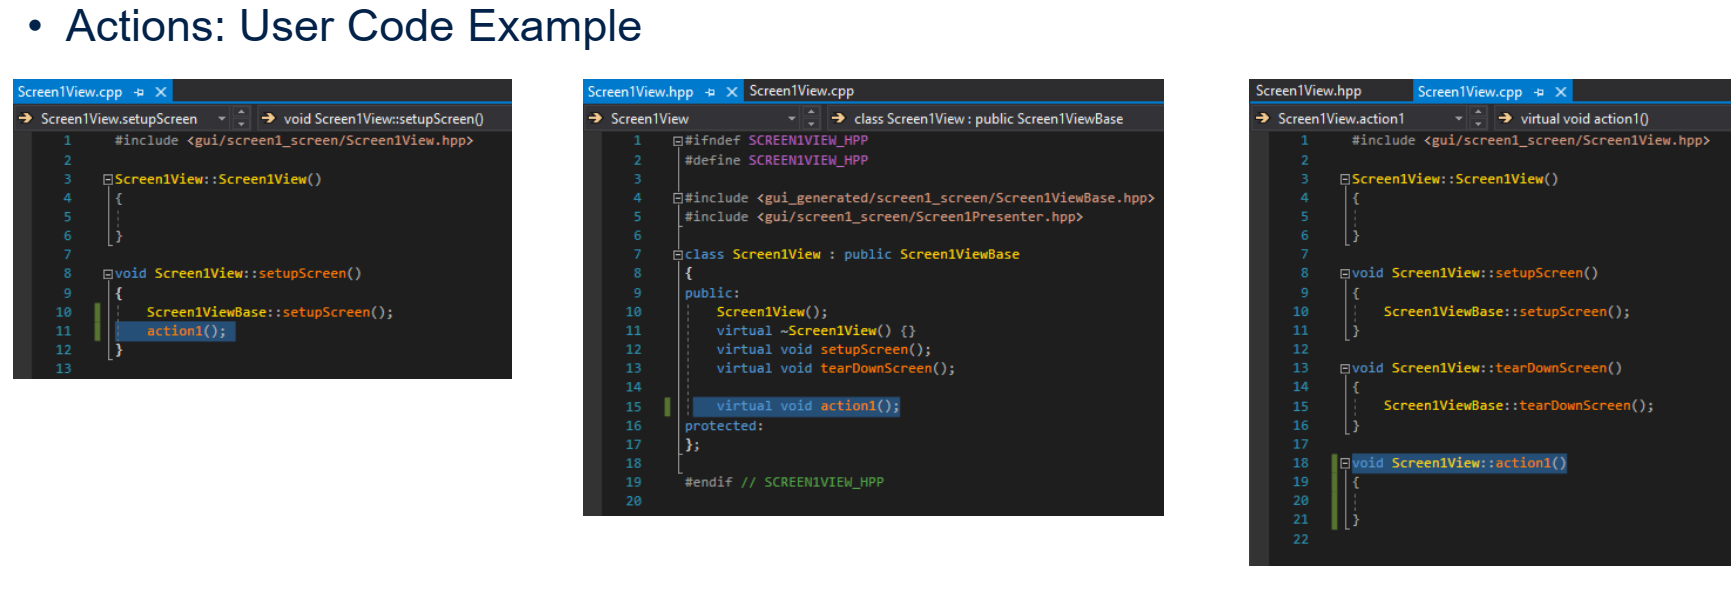 • Actions: User Code Example
Screen1View.cpp
Screen1View.setupScreen void Screen1View::setupScreen()
1 #include <gui/screen1_screen/Screen1View.hpp>
2
3 Screen1View::Screen1View()
4 {
5
6 }
7
8 void Screen1View::setupScreen()
9 {
10 Screen1ViewBase::setupScreen();
11 action1();
12 }
13
Screen1View.hpp Screen1View.cpp
Screen1View class Screen1View : public Screen1ViewBase
1 #ifndef SCREEN1VIEW_HPP
2 #define SCREEN1VIEW_HPP
3
4 #include <gui_generated/screen1_screen/Screen1ViewBase.hpp>
5 #include <gui/screen1_screen/Screen1Presenter.hpp>
6
7 class Screen1View : public Screen1ViewBase
8 {
9 public:
10 Screen1View();
11 virtual ~Screen1View() {}
12 virtual void setupScreen();
13 virtual void tearDownScreen();
14
15 virtual void action1();
16 protected:
17 };
18
19 #endif // SCREEN1VIEW_HPP
20
Screen1View.hpp Screen1View.cpp
Screen1View.action1 virtual void action1()
1 #include <gui/screen1_screen/Screen1View.hpp>
2
3 Screen1View::Screen1View()
4 {
5
6 }
7
8 void Screen1View::setupScreen()
9 {
10 Screen1ViewBase::setupScreen();
11 }
12
13 void Screen1View::tearDownScreen()
14 {
15 Screen1ViewBase::tearDownScreen();
16 }
17
18 void Screen1View::action1()
19 {
20
21 }
22